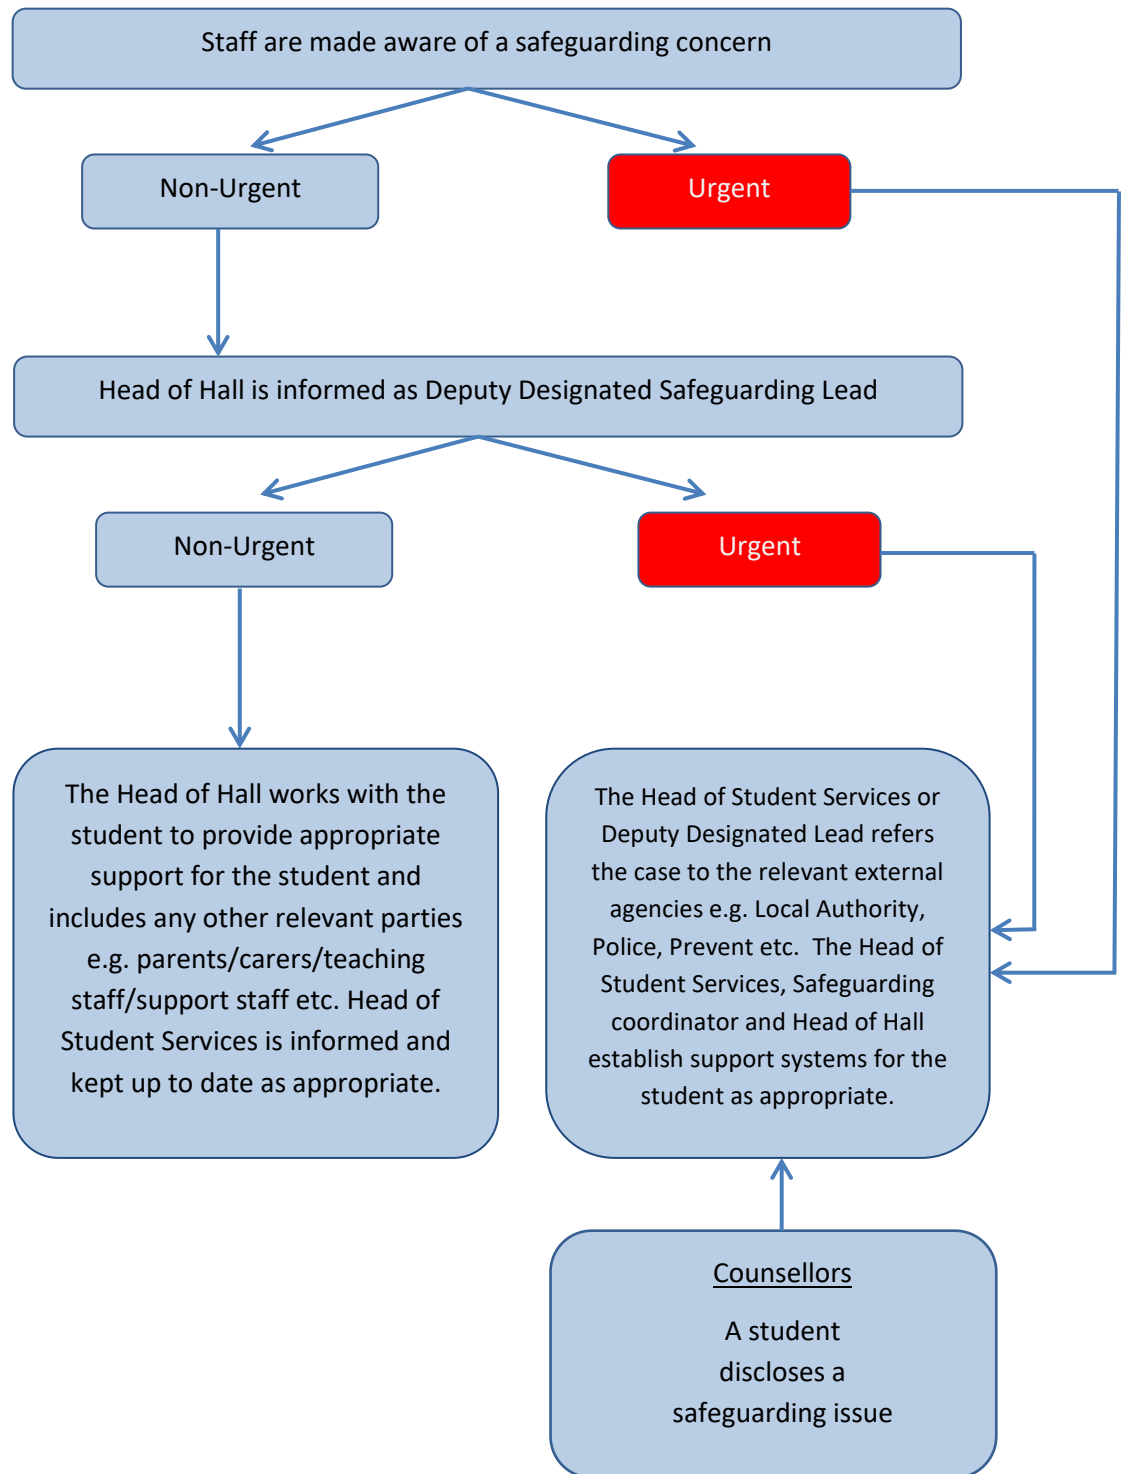 Staff are made aware of a safeguarding concern
Non-Urgent
Urgent
Head of Hall is informed as Deputy Designated Safeguarding Lead
Non-Urgent
Urgent
The Head of Hall works with the
student to provide appropriate
support for the student and
includes any other relevant parties
e.g. parents/carers/teaching
staff/support staff etc. Head of
Student Services is informed and
kept up to date as appropriate.
The Head of Student Services or
Deputy Designated Lead refers
the case to the relevant external
agencies e.g. Local Authority,
Police, Prevent etc.  The Head of
Student Services, Safeguarding
coordinator and Head of Hall
establish support systems for the
student as appropriate.
Counsellors
A student
discloses a
safeguarding issue